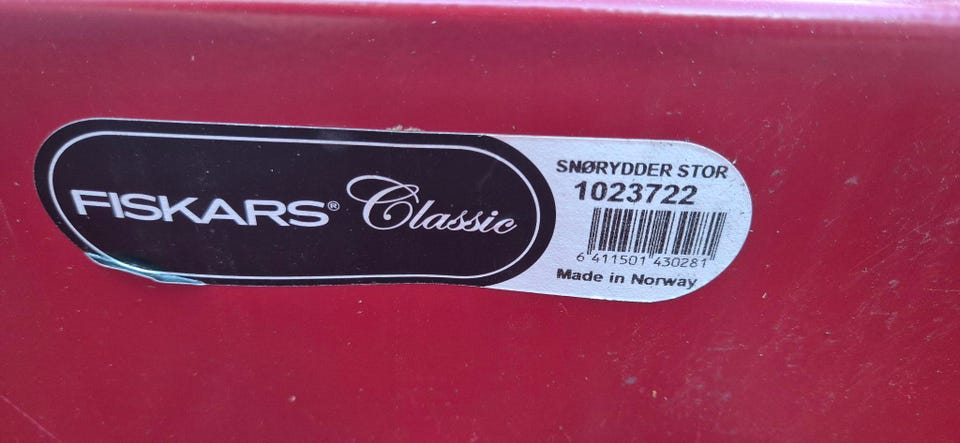 FISKARS® Classic
SNØRYDDER STOR
1023722
6 411501 430281
Made in Norway